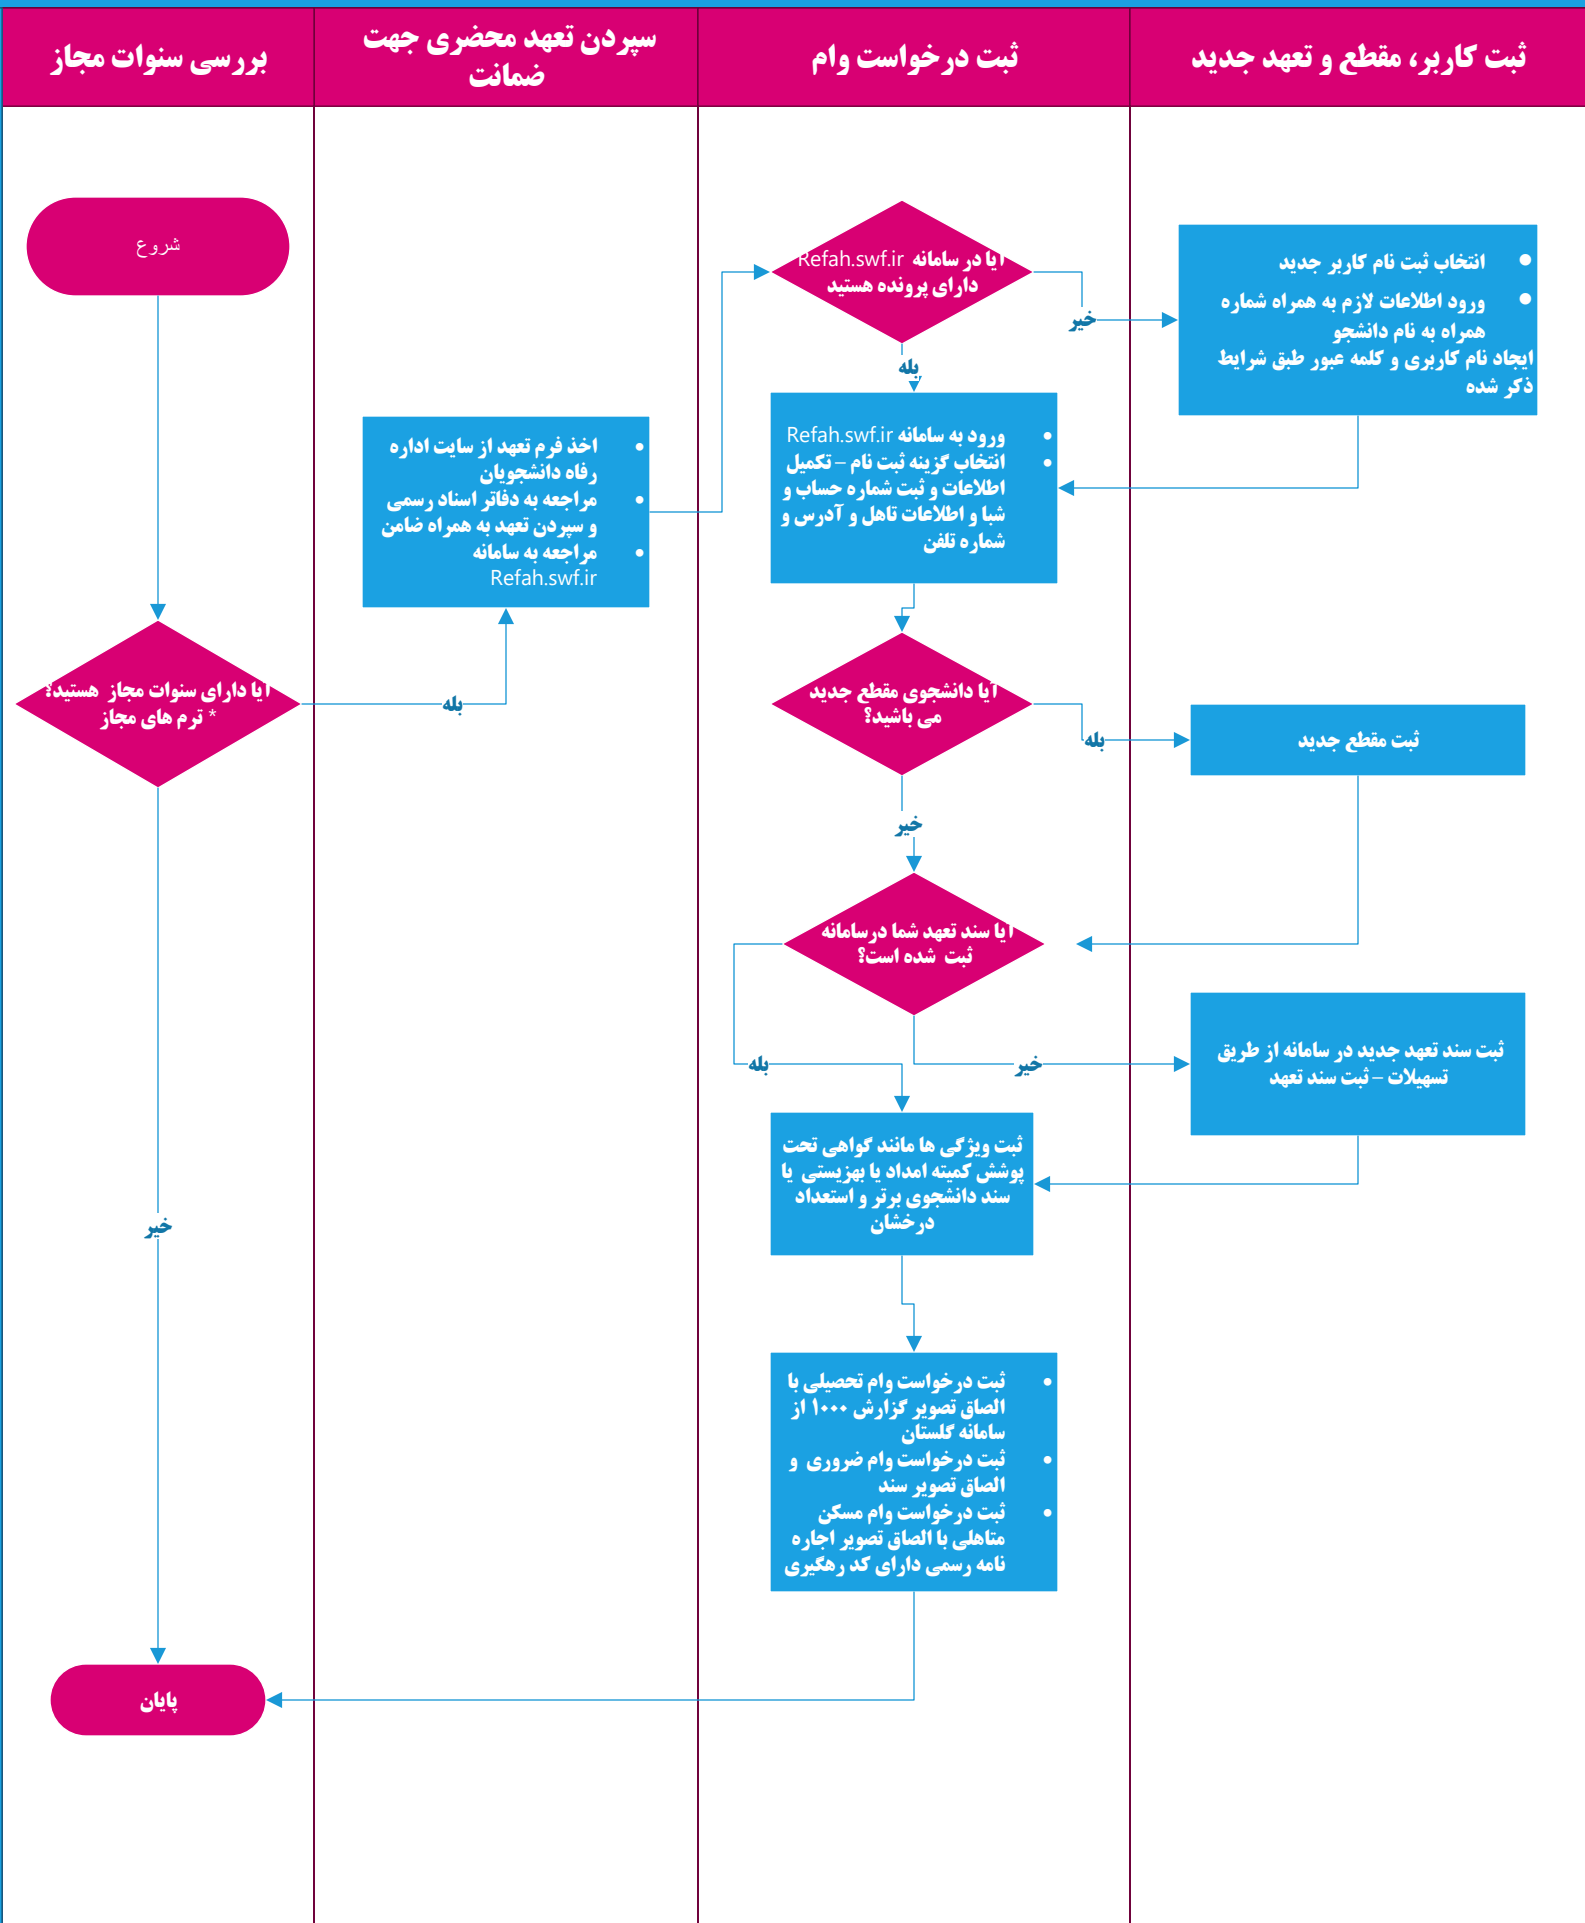 ثبت کاربر، مقطع و تعهد جدید
ثبت درخواست وام
سپردن تعهد محضری جهت
ضمانت
بررسی سنوات مجاز
شروع
آیا دارای سنوات مجاز هستید؟
* ترم های مجاز
بله
خیر
پایان
اخذ فرم تعهد از سایت اداره
رفاه دانشجویان
مراجعه به دفاتر اسناد رسمی
و سپردن تعهد به همراه ضامن
مراجعه به سامانه
Refah.swf.ir
آیا در سامانه Refah.swf.ir
دارای پرونده هستید
خیر
بله
انتخاب ثبت نام کاربر جدید
ورود اطلاعات لازم به همراه شماره
همراه به نام دانشجو
ایجاد نام کاربری و کلمه عبور طبق شرایط
ذکر شده
ورود به سامانه Refah.swf.ir
انتخاب گزینه ثبت نام – تکمیل
اطلاعات و ثبت شماره حساب و
شبا و اطلاعات تاهل و آدرس و
شماره تلفن
آیا دانشجوی مقطع جدید
می باشید؟
بله
ثبت مقطع جدید
خیر
آیا سند تعهد شما درسامانه
ثبت شده است؟
بله
خیر
ثبت سند تعهد جدید در سامانه از طریق
تسهیلات – ثبت سند تعهد
ثبت ویژگی ها مانند گواهی تحت
پوشش کمیته امداد یا بهزیستی یا
سند دانشجوی برتر و استعداد
درخشان
ثبت درخواست وام تحصیلی با
الصاق تصویر گزارش ۱۰۰۰ از
سامانه گلستان
ثبت درخواست وام ضروری و
الصاق تصویر سند
ثبت درخواست وام مسکن
متاهلی با الصاق تصویر اجاره
نامه رسمی دارای کد رهگیری